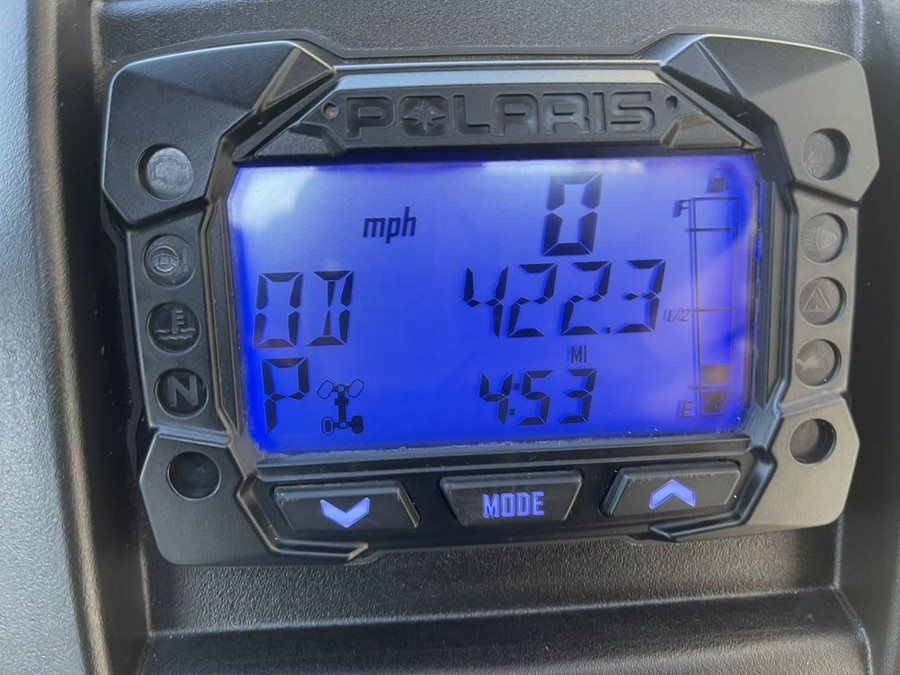 POLARIS
mph 0
F
OD 422.3
1/2
MI
P 4:53
E
N
MODE